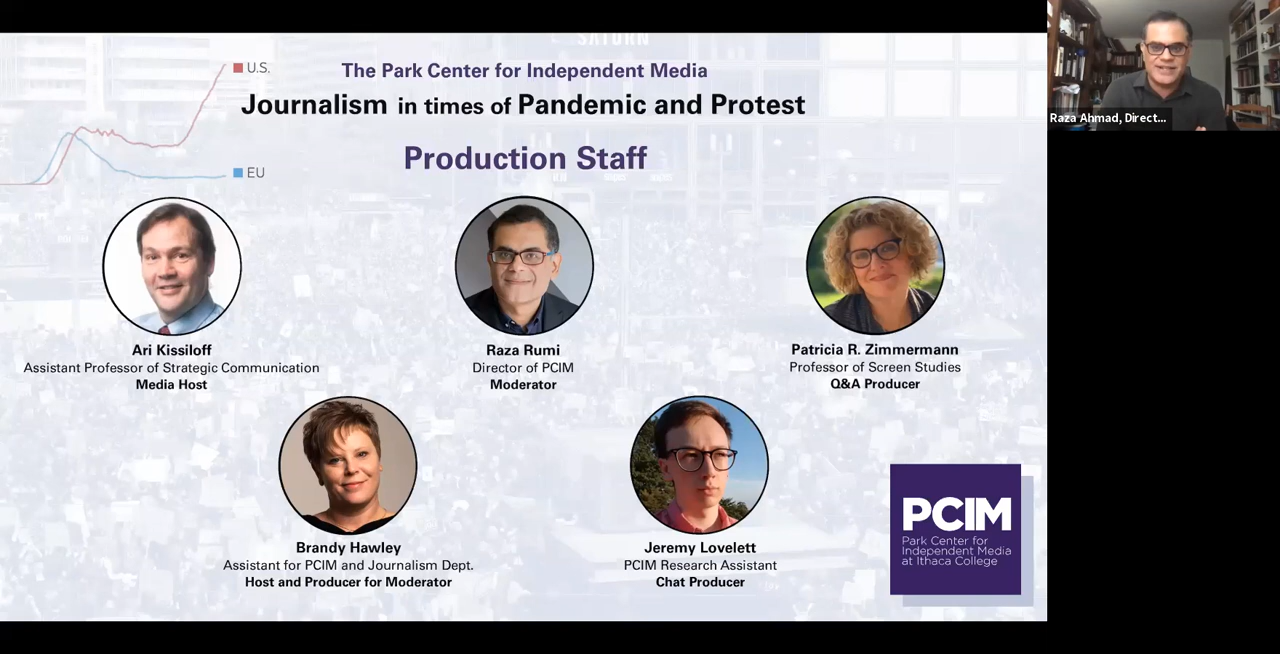 SATURN
U.S.
The Park Center for Independent Media
Journalism in times of Pandemic and Protest
Production Staff
EU
Ari Kissiloff
Assistant Professor of Strategic Communication
Media Host
Raza Rumi
Director of PCIM
Moderator
Patricia R. Zimmermann
Professor of Screen Studies
Q&A Producer
Brandy Hawley
Assistant for PCIM and Journalism Dept.
Host and Producer for Moderator
Jeremy Lovelett
PCIM Research Assistant
Chat Producer
PCIM
Park Center for
Independent Media
at Ithaca College
Raza Ahmad, Direct...